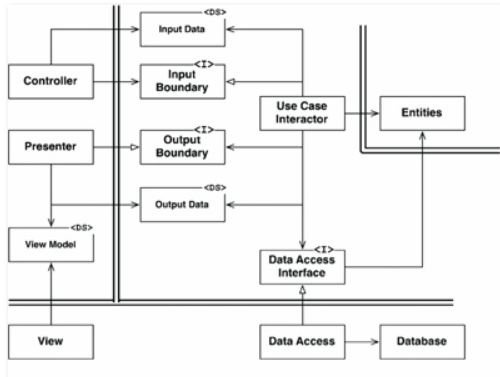 <DS>
Input Data
Controller
<I>
Input
Boundary
Use Case
Interactor
Entities
Presenter
<I>
Output
Boundary
<DS>
Output Data
<DS>
View Model
<I>
Data Access
Interface
View
Data Access
Database